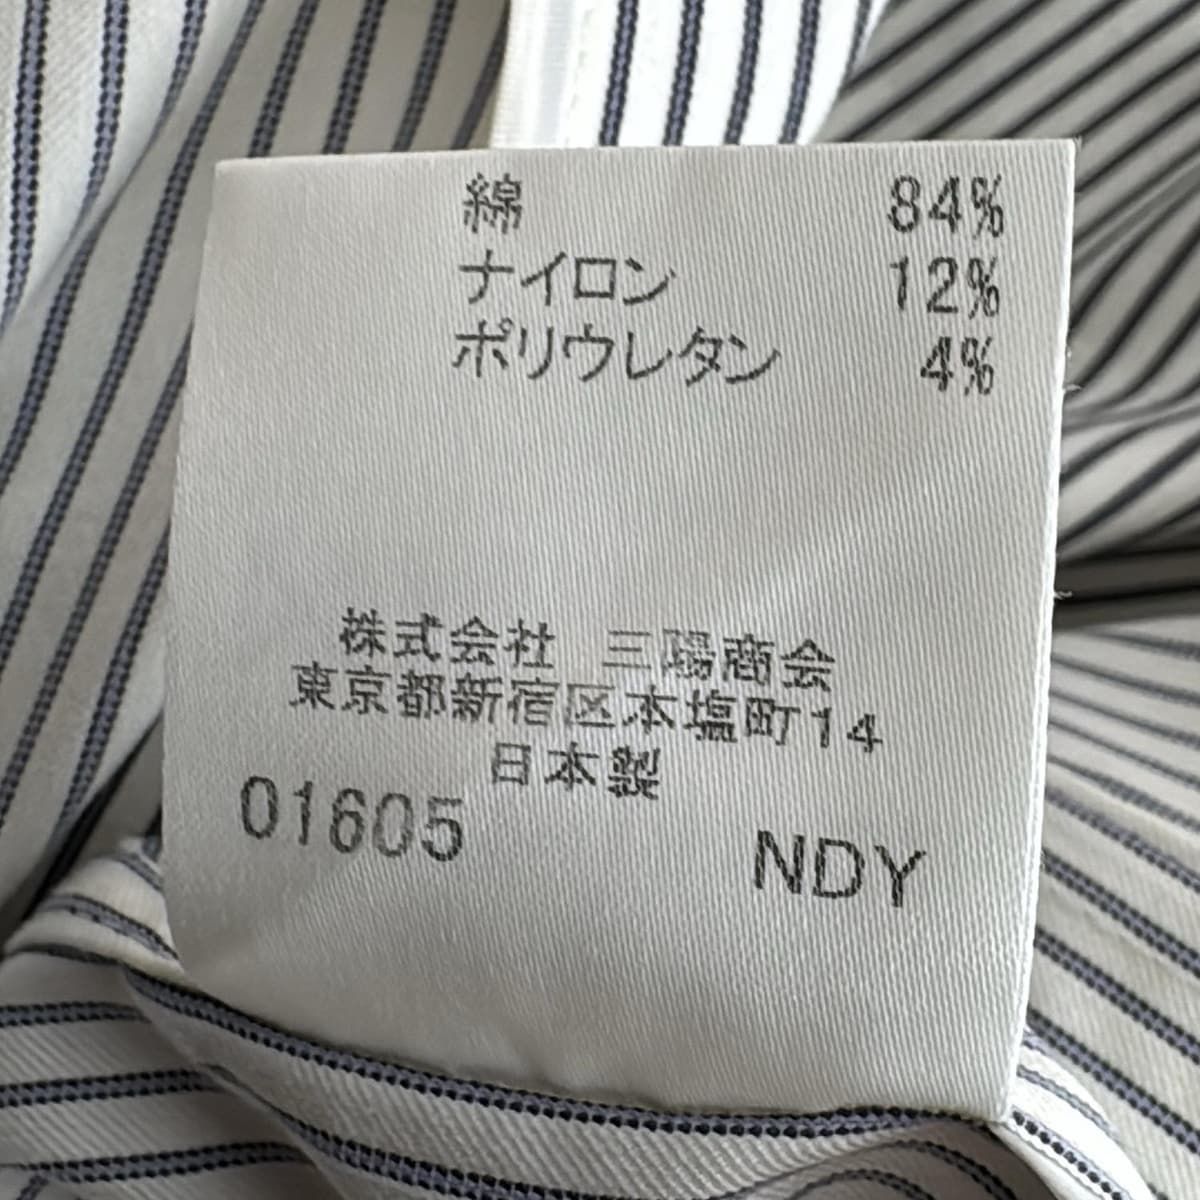 綿 84%
ナイロン 12%
ポリウレタン 4%
株式会社 三陽商会
東京都新宿区本塩町14
日本製
01605 NDY